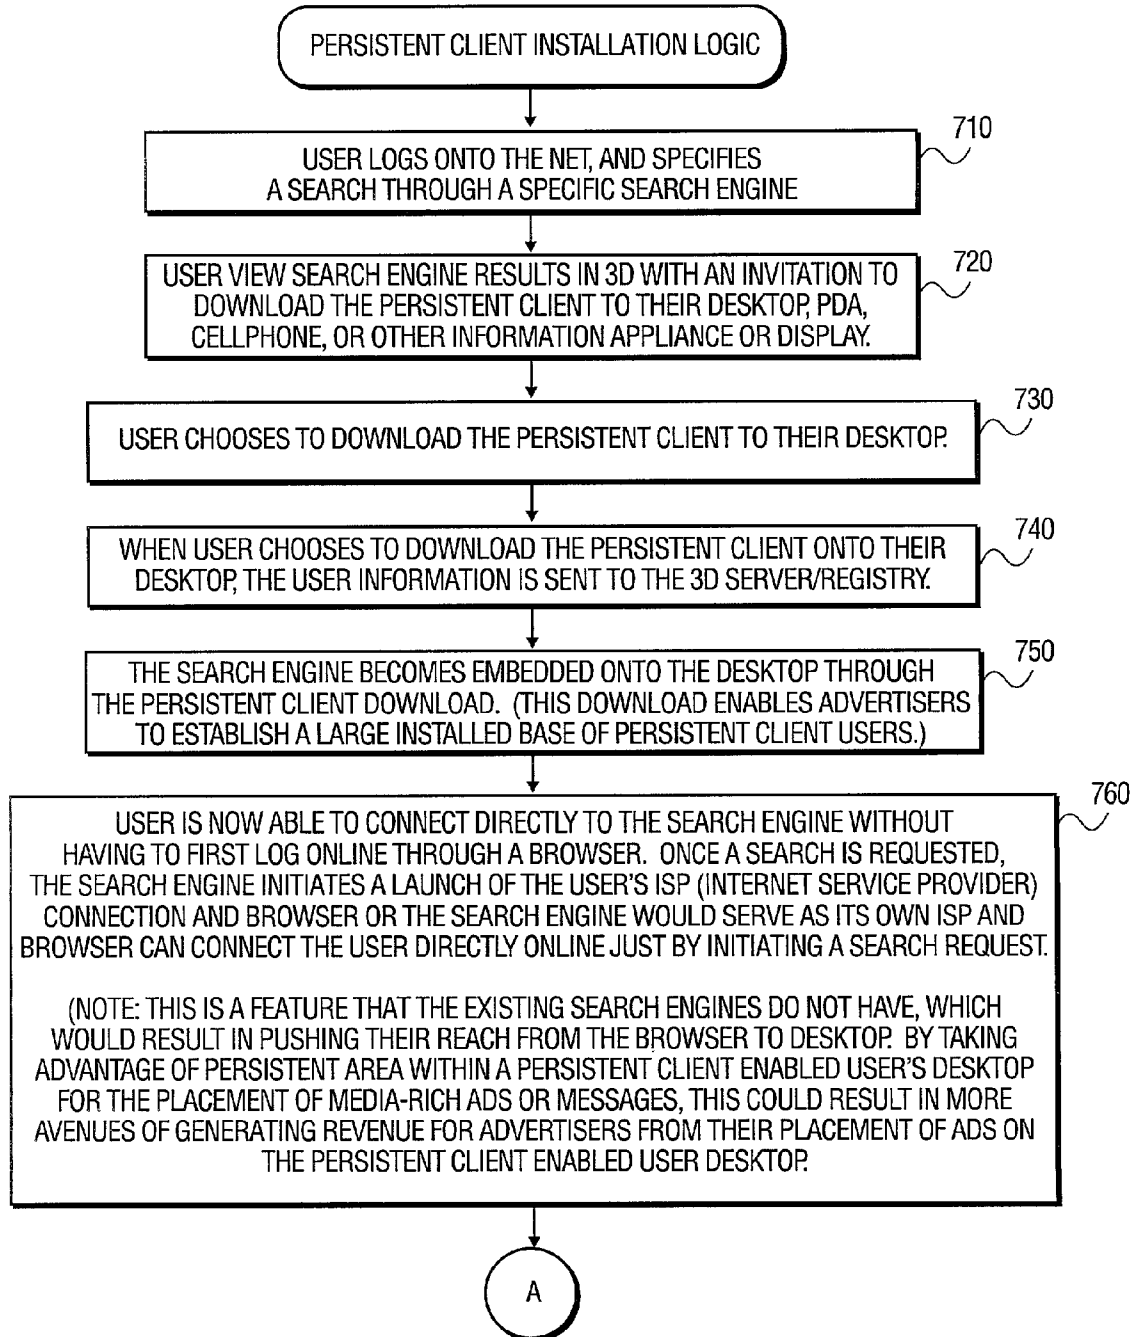 PERSISTENT CLIENT INSTALLATION LOGIC
710
USER LOGS ONTO THE NET, AND SPECIFIES
A SEARCH THROUGH A SPECIFIC SEARCH ENGINE
720
USER VIEW SEARCH ENGINE RESULTS IN 3D WITH AN INVITATION TO
DOWNLOAD THE PERSISTENT CLIENT TO THEIR DESKTOP, PDA,
CELLPHONE, OR OTHER INFORMATION APPLIANCE OR DISPLAY.
730
USER CHOOSES TO DOWNLOAD THE PERSISTENT CLIENT TO THEIR DESKTOP.
740
WHEN USER CHOOSES TO DOWNLOAD THE PERSISTENT CLIENT ONTO THEIR
DESKTOP, THE USER INFORMATION IS SENT TO THE 3D SERVER/REGISTRY.
750
THE SEARCH ENGINE BECOMES EMBEDDED ONTO THE DESKTOP THROUGH
THE PERSISTENT CLIENT DOWNLOAD. (THIS DOWNLOAD ENABLES ADVERTISERS
TO ESTABLISH A LARGE INSTALLED BASE OF PERSISTENT CLIENT USERS.)
760
USER IS NOW ABLE TO CONNECT DIRECTLY TO THE SEARCH ENGINE WITHOUT
HAVING TO FIRST LOG ONLINE THROUGH A BROWSER. ONCE A SEARCH IS REQUESTED,
THE SEARCH ENGINE INITIATES A LAUNCH OF THE USER'S ISP (INTERNET SERVICE PROVIDER)
CONNECTION AND BROWSER OR THE SEARCH ENGINE WOULD SERVE AS ITS OWN ISP AND
BROWSER CAN CONNECT THE USER DIRECTLY ONLINE JUST BY INITIATING A SEARCH REQUEST.
(NOTE: THIS IS A FEATURE THAT THE EXISTING SEARCH ENGINES DO NOT HAVE, WHICH
WOULD RESULT IN PUSHING THEIR REACH FROM THE BROWSER TO DESKTOP. BY TAKING
ADVANTAGE OF PERSISTENT AREA WITHIN A PERSISTENT CLIENT ENABLED USER'S DESKTOP
FOR THE PLACEMENT OF MEDIA-RICH ADS OR MESSAGES, THIS COULD RESULT IN MORE
AVENUES OF GENERATING REVENUE FOR ADVERTISERS FROM THEIR PLACEMENT OF ADS ON
THE PERSISTENT CLIENT ENABLED USER DESKTOP.
A